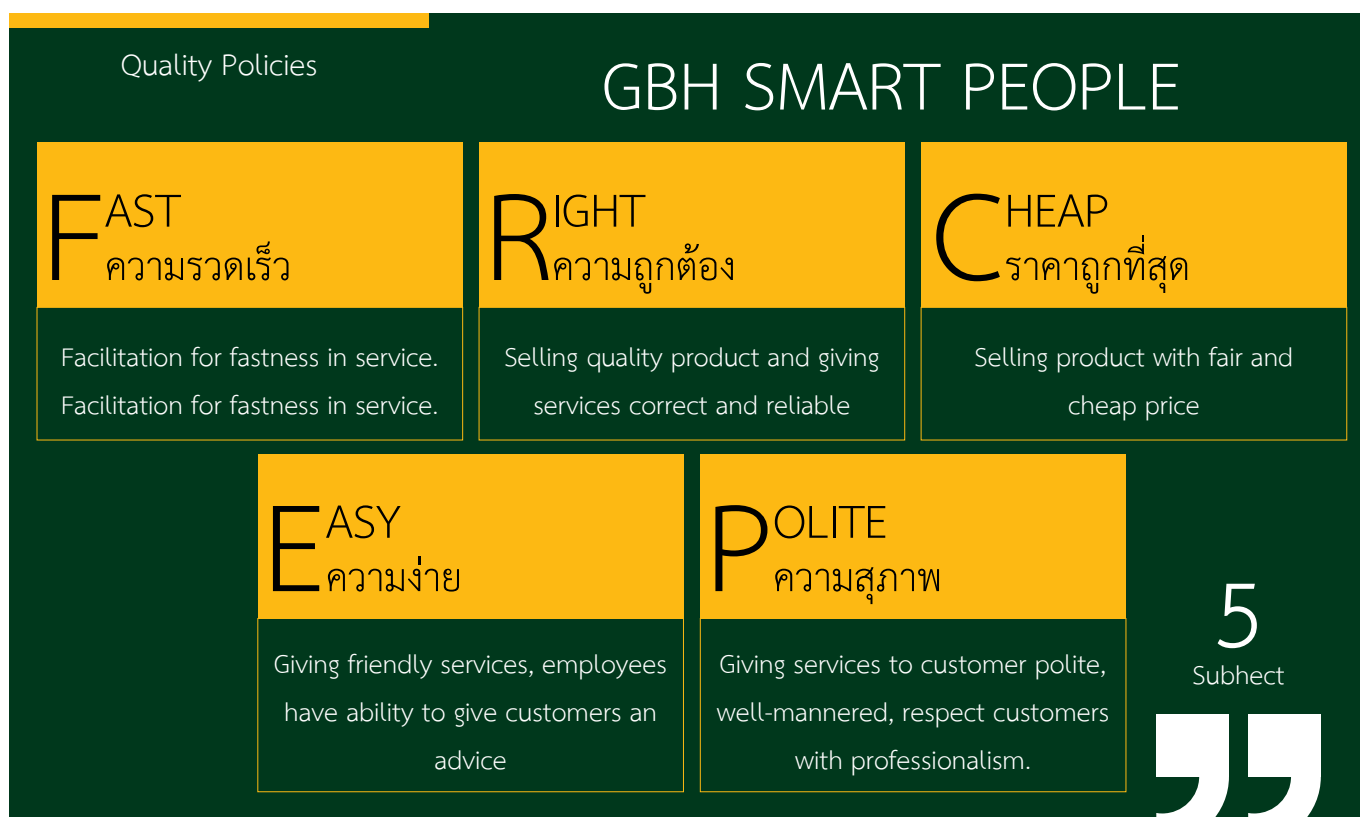 Quality Policies
GBH SMART PEOPLE
FAST
ความรวดเร็ว
Facilitation for fastness in service.
Facilitation for fastness in service.
RIGHT
ความถูกต้อง
Selling quality product and giving
services correct and reliable
CHEAP
ราคาถูกที่สุด
Selling product with fair and
cheap price
EASY
ความง่าย
Giving friendly services, employees
have ability to give customers an
advice
POLITE
ความสุภาพ
Giving services to customer polite,
well-mannered, respect customers
with professionalism.
5
Subhect
”